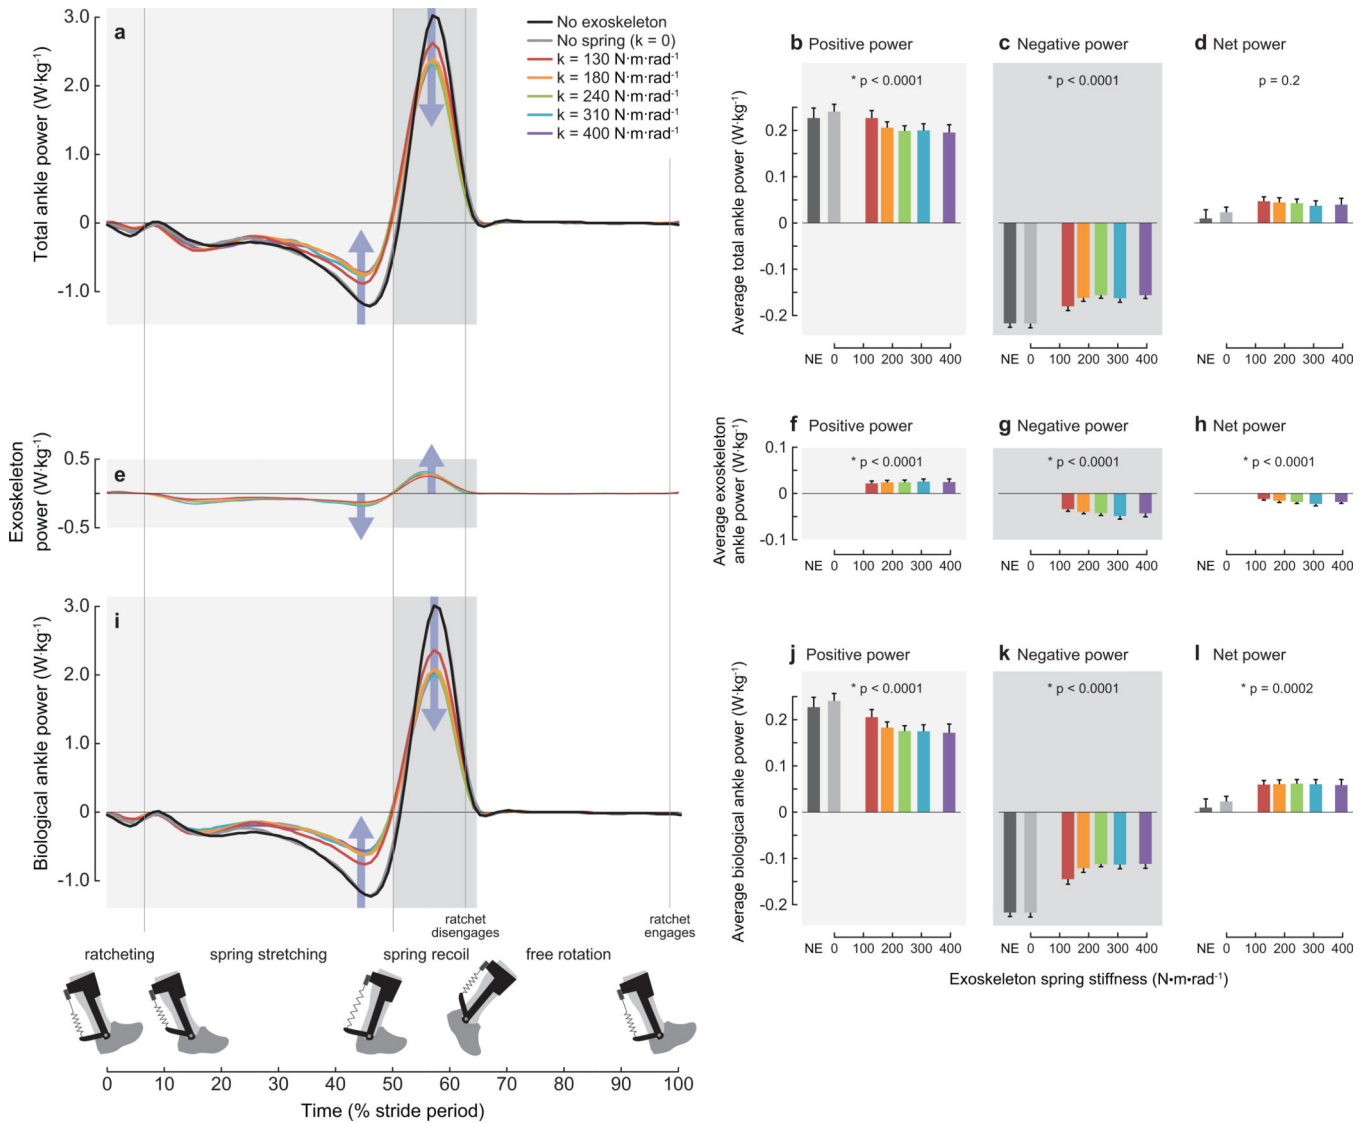 a
Total ankle power (W·kg⁻¹)
3.0
2.0
1.0
0
-1.0
No exoskeleton
No spring (k = 0)
k = 130 N·m·rad⁻¹
k = 180 N·m·rad⁻¹
k = 240 N·m·rad⁻¹
k = 310 N·m·rad⁻¹
k = 400 N·m·rad⁻¹
b Positive power
c Negative power
d Net power
* p < 0.0001
* p < 0.0001
p = 0.2
Average total ankle power (W·kg⁻¹)
0.2
0.1
0
-0.1
-0.2
NE 0 100 200 300 400
NE 0 100 200 300 400
NE 0 100 200 300 400
e
Exoskeleton
power (W·kg⁻¹)
0.5
0
-0.5
f Positive power
g Negative power
h Net power
* p < 0.0001
* p < 0.0001
* p < 0.0001
Average exoskeleton
ankle power (W·kg⁻¹)
0.1
0
-0.1
NE 0 100 200 300 400
NE 0 100 200 300 400
NE 0 100 200 300 400
i
Biological ankle power (W·kg⁻¹)
3.0
2.0
1.0
0
-1.0
j Positive power
k Negative power
l Net power
* p < 0.0001
* p < 0.0001
* p = 0.0002
Average biological ankle power (W·kg⁻¹)
0.2
0.1
0
-0.1
-0.2
NE 0 100 200 300 400
NE 0 100 200 300 400
NE 0 100 200 300 400
Exoskeleton spring stiffness (N•m•rad⁻¹)
ratchet
disengages
ratchet
engages
ratcheting
spring stretching
spring recoil
free rotation
0 10 20 30 40 50 60 70 80 90 100
Time (% stride period)